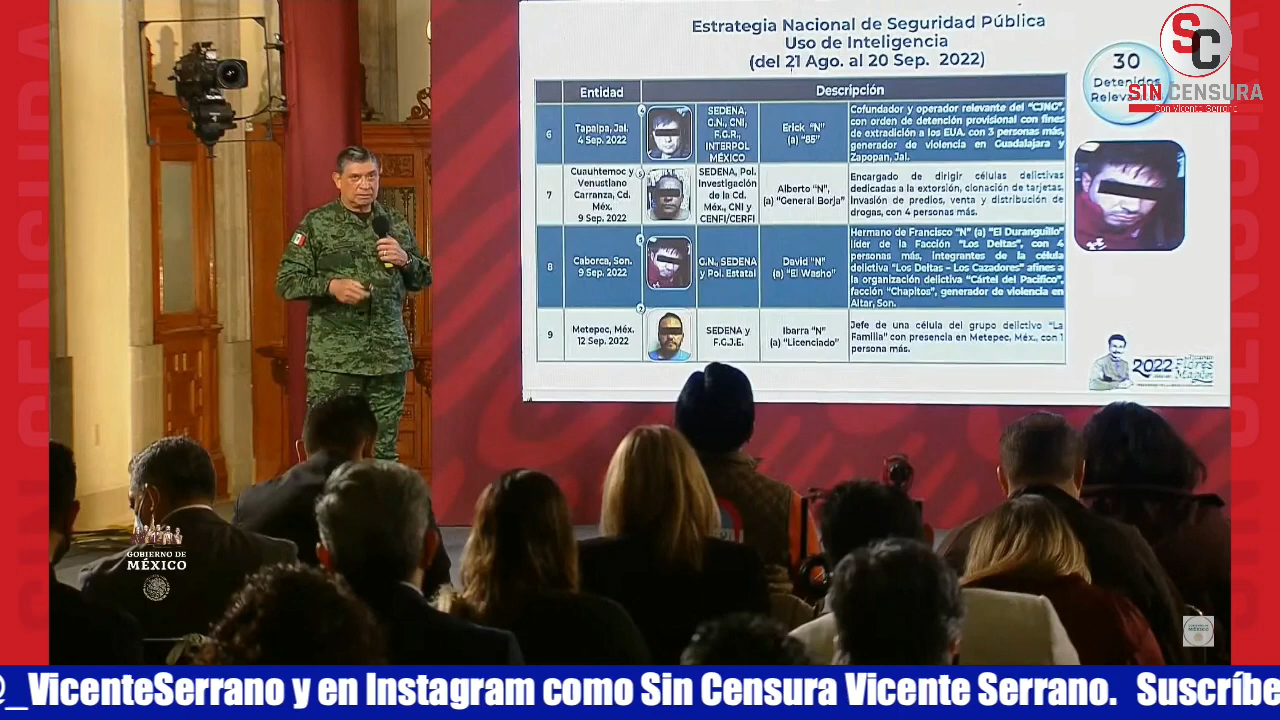 Estrategia Nacional de Seguridad Pública
Uso de Inteligencia
(del 21 Ago. al 20 Sep. 2022)
30
Detenidos
SC
SIN CENSURA
Con Vicente Serrano
Entidad
Descripción
6
Tapalpa, Jal.
4 Sep. 2022
SEDENA,
G.N., CNI,
F.G.R.,
INTERPOL
MÉXICO
Erick "N"
(a) "85"
Cofundador y operador relevante del "CJNG",
con orden de detención provisional con fines
de extradición a los EUA, con 3 personas más,
generador de violencia en Guadalajara y
Zapopan, Jal.
7
Cuauhtemoc y
Venustiano
Carranza, Cd.
Méx.
9 Sep. 2022
SEDENA, Pol.
Investigación
de la Cd.
Méx., CNI y
CENFI/CERFI
Alberto "N",
(a) "General Borja"
Encargado de dirigir células delictivas
dedicadas a la extorsión, clonación de tarjetas,
invasión de predios, venta y distribución de
drogas, con 4 personas más.
8
Caborca, Son.
9 Sep. 2022
G.N., SEDENA
y Pol. Estatal
David "N"
(a) "El Washo"
Hermano de Francisco "N" (a) "El Duranguillo"
líder de la Facción "Los Deltas", con 4
personas más, integrantes de la célula
delictiva "Los Deltas – Los Cazadores" afines a
la organización delictiva "Cártel del Pacífico",
facción "Chapitos", generador de violencia en
Altar, Son.
9
Metepec, Méx.
12 Sep. 2022
SEDENA y
F.G.J.E.
Ibarra "N"
(a) "Licenciado"
Jefe de una célula del grupo delictivo "La
Familia" con presencia en Metepec, Méx., con 1
persona más.
2022 Flores
Magón
GOBIERNO DE
MÉXICO
@_VicenteSerrano y en Instagram como Sin Censura Vicente Serrano. Suscríbe